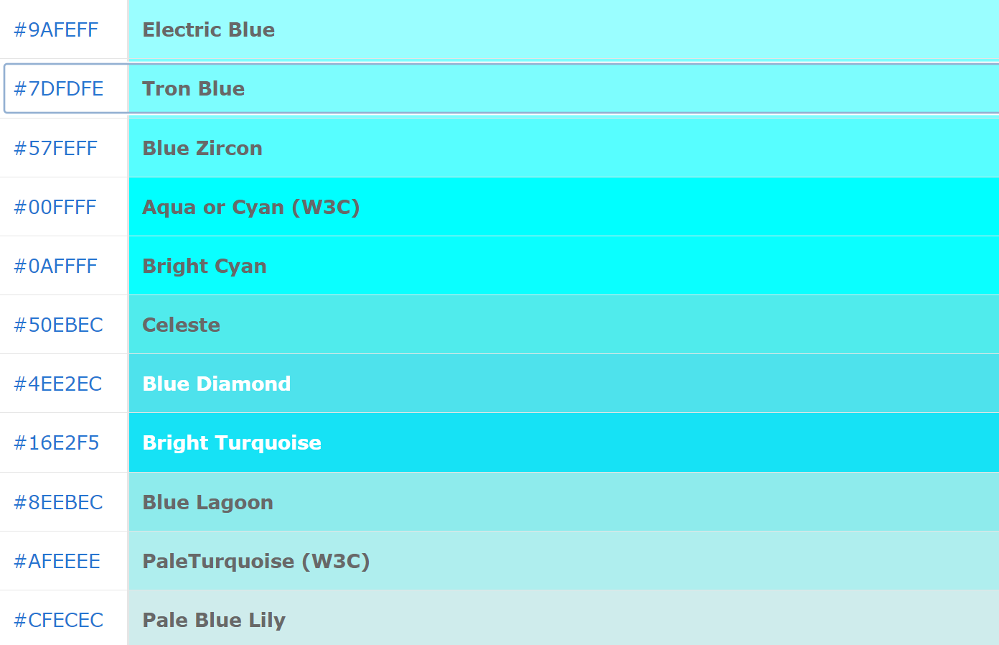 #9AFEFF Electric Blue
#7DFDFE Tron Blue
#57FEFF Blue Zircon
#00FFFF Aqua or Cyan (W3C)
#0AFFFF Bright Cyan
#50EBEC Celeste
#4EE2EC Blue Diamond
#16E2F5 Bright Turquoise
#8EEBEC Blue Lagoon
#AFEEEE PaleTurquoise (W3C)
#CFECEC Pale Blue Lily